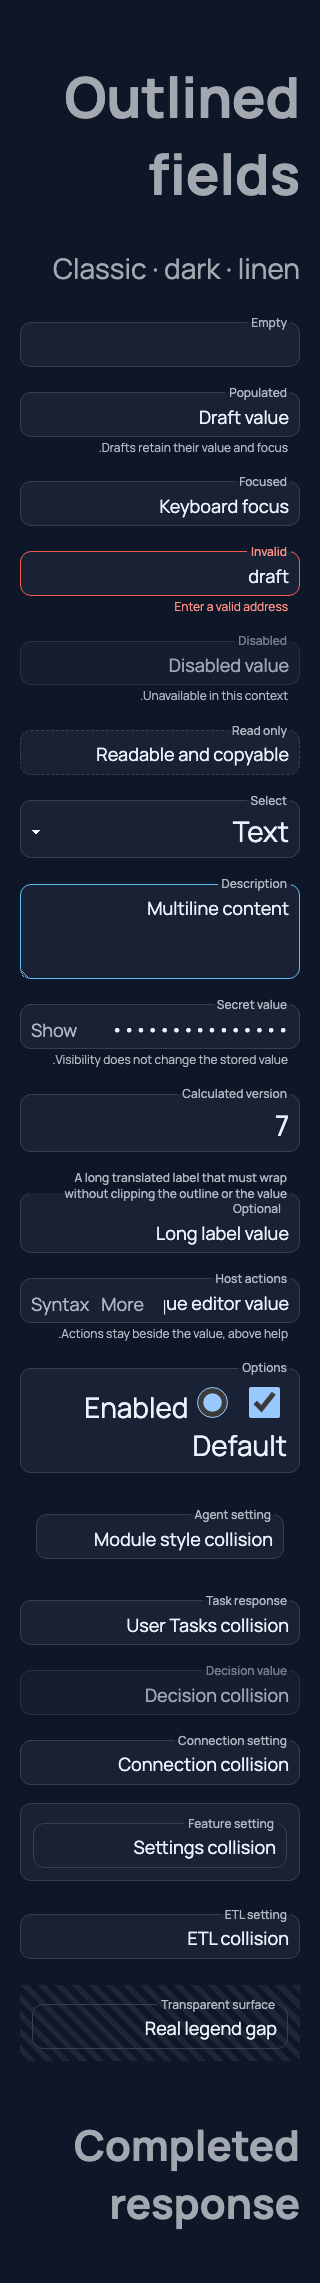 Outlined
fields
Classic · dark · linen
Empty
Populated
Draft value
.Drafts retain their value and focus
Focused
Keyboard focus
Invalid
draft
Enter a valid address
Disabled
Disabled value
.Unavailable in this context
Read only
Readable and copyable
Select
Text
Description
Multiline content
Secret value
Show ●●●●●●●●●●●●●●●
.Visibility does not change the stored value
Calculated version
7
A long translated label that must wrap
without clipping the outline or the value
Optional
Long label value
Host actions
Syntax More ue editor value
.Actions stay beside the value, above help
Options
Enabled
Default
Agent setting
Module style collision
Task response
User Tasks collision
Decision value
Decision collision
Connection setting
Connection collision
Feature setting
Settings collision
ETL setting
ETL collision
Transparent surface
Real legend gap
Completed
response